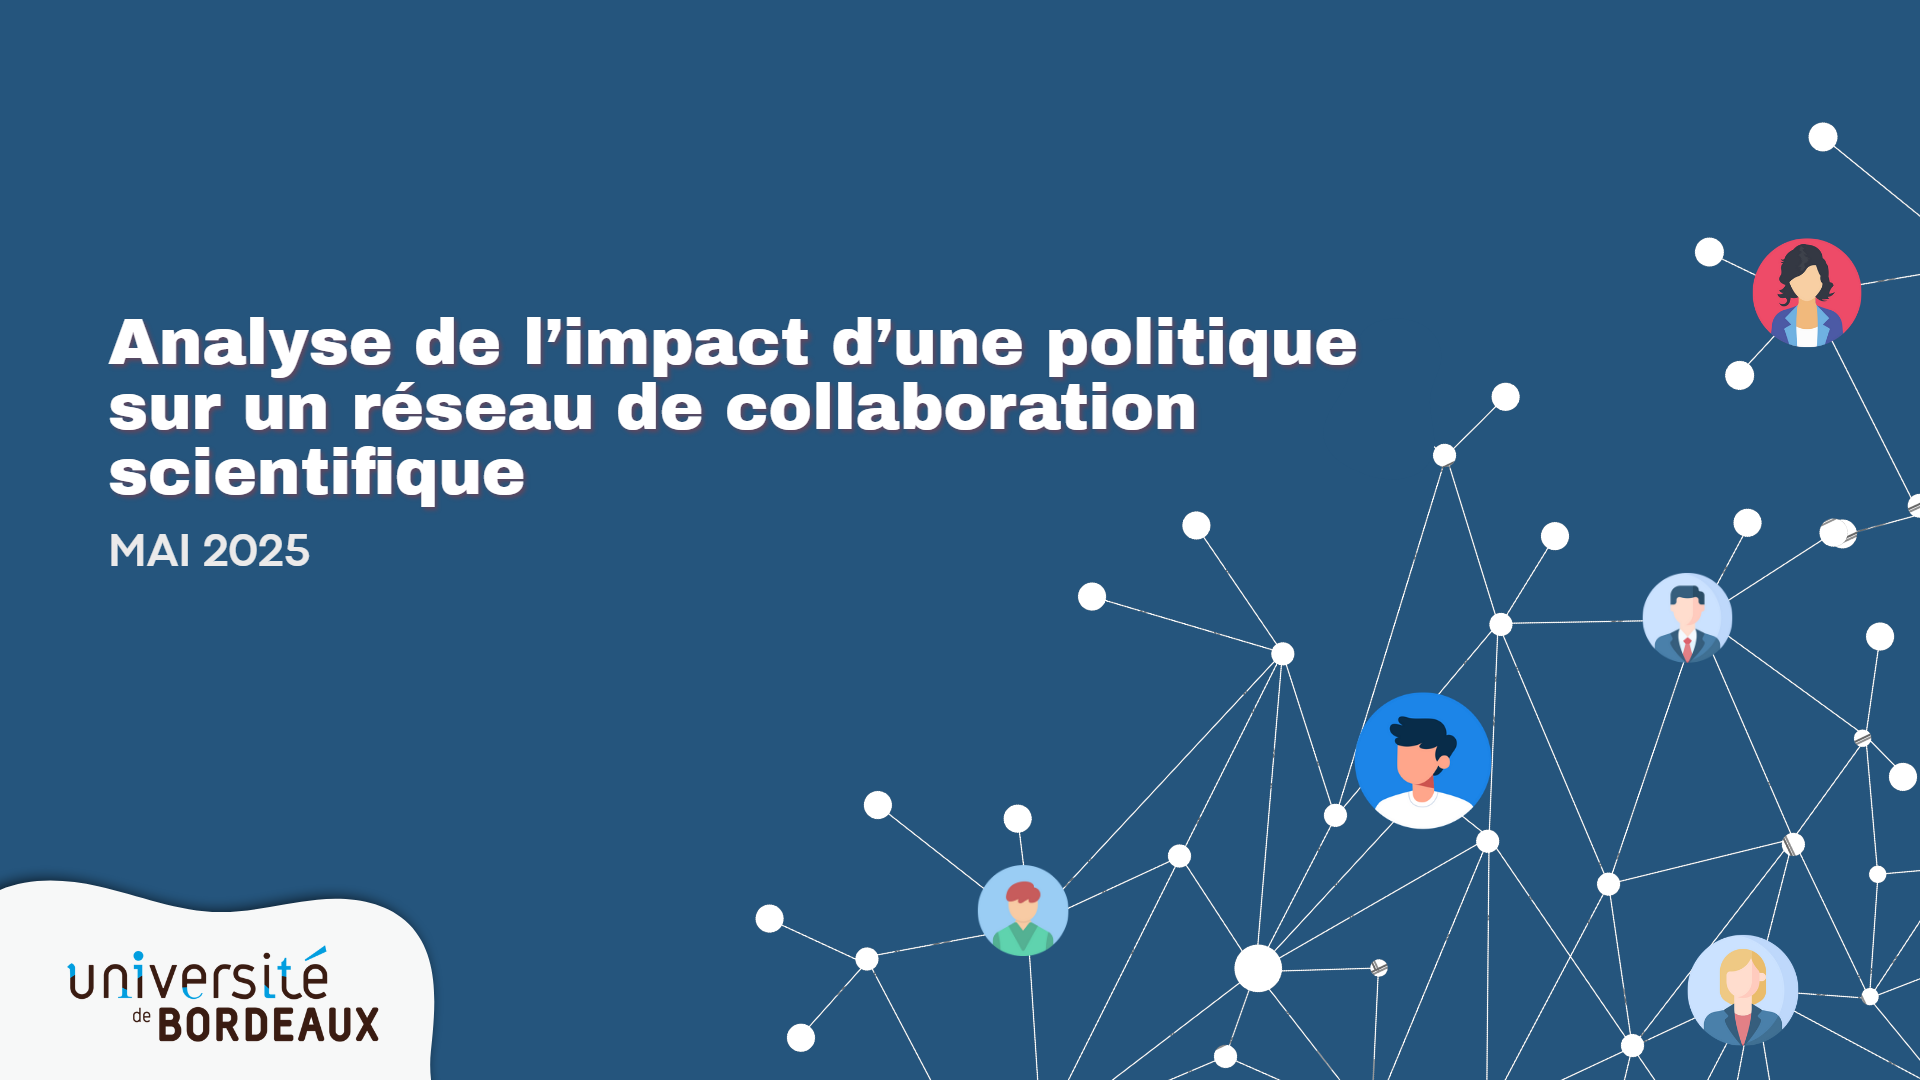 Analyse de l’impact d’une politique
sur un réseau de collaboration
scientifique
MAI 2025
université
de BORDEAUX